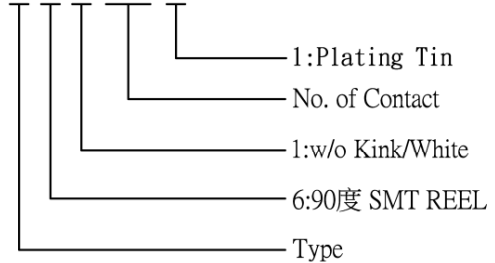 1:Plating Tin
No. of Contact
1:w/o Kink/White
6:90度 SMT REEL
Type